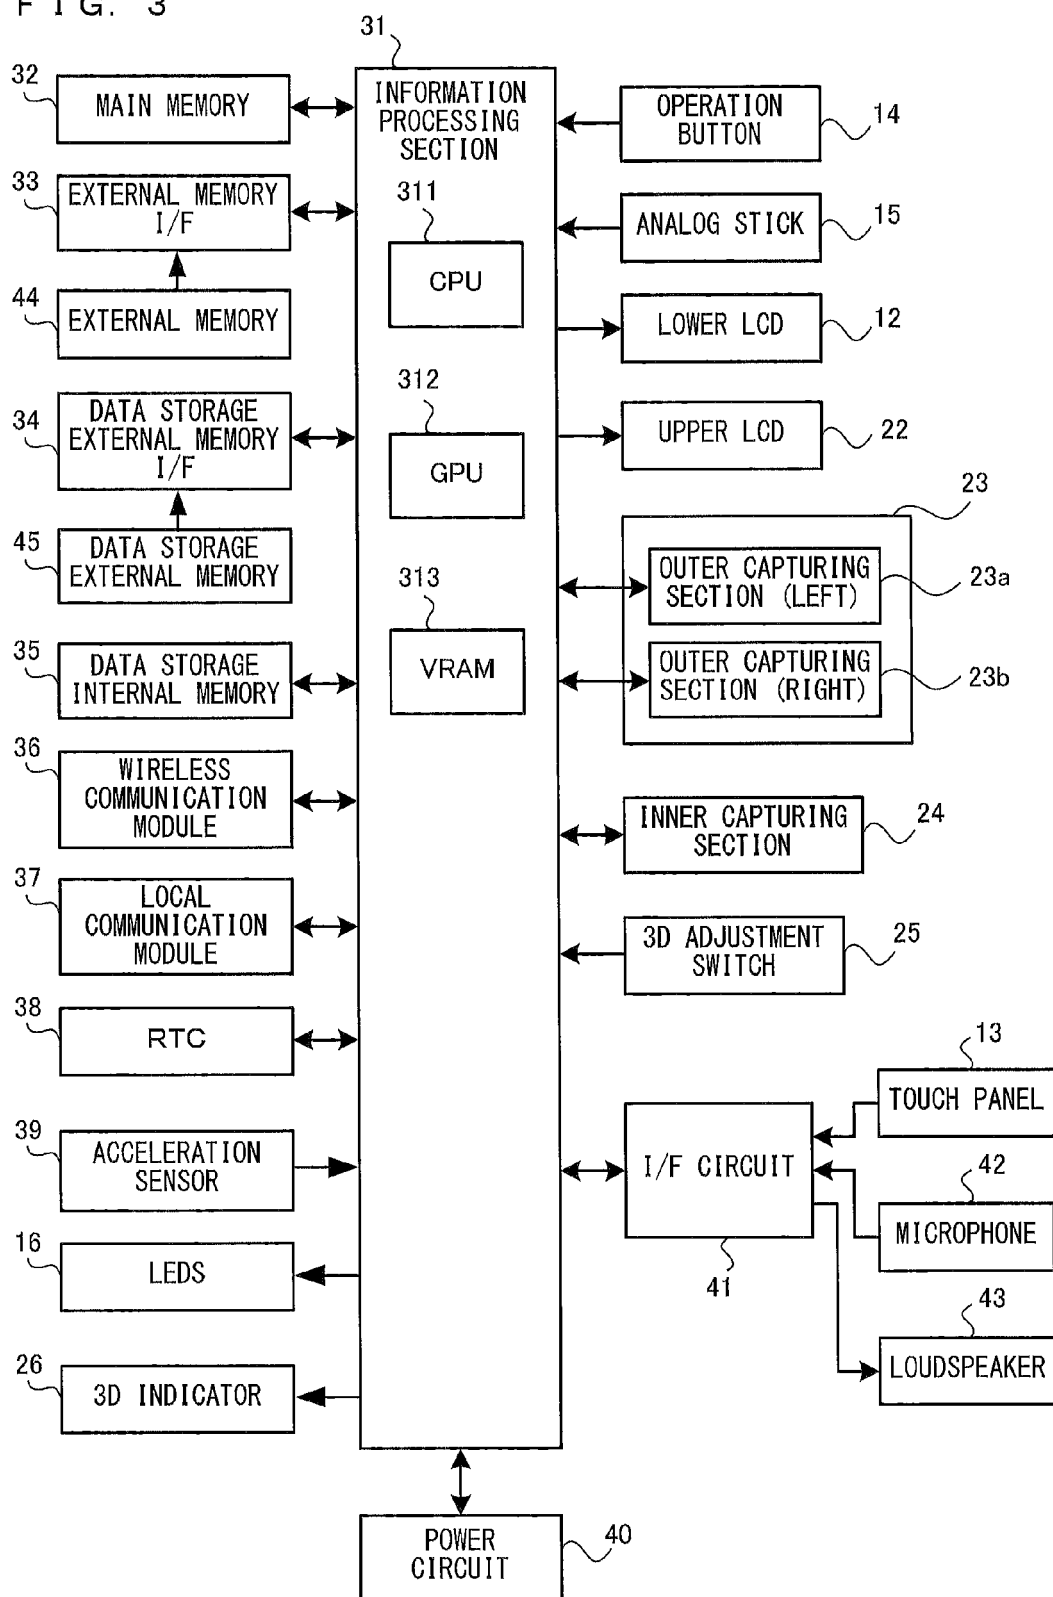 FIG. 3
31
32
MAIN MEMORY
33
EXTERNAL MEMORY
I/F
44
EXTERNAL MEMORY
34
DATA STORAGE
EXTERNAL MEMORY
I/F
45
DATA STORAGE
EXTERNAL MEMORY
35
DATA STORAGE
INTERNAL MEMORY
36
WIRELESS
COMMUNICATION
MODULE
37
LOCAL
COMMUNICATION
MODULE
38
RTC
39
ACCELERATION
SENSOR
16
LEDS
26
3D INDICATOR
INFORMATION
PROCESSING
SECTION
311
CPU
312
GPU
313
VRAM
OPERATION
BUTTON
14
ANALOG STICK
15
LOWER LCD
12
UPPER LCD
22
23
OUTER CAPTURING
SECTION (LEFT)
23a
OUTER CAPTURING
SECTION (RIGHT)
23b
INNER CAPTURING
SECTION
24
3D ADJUSTMENT
SWITCH
25
13
TOUCH PANEL
I/F CIRCUIT
41
42
MICROPHONE
43
LOUDSPEAKER
POWER
CIRCUIT
40